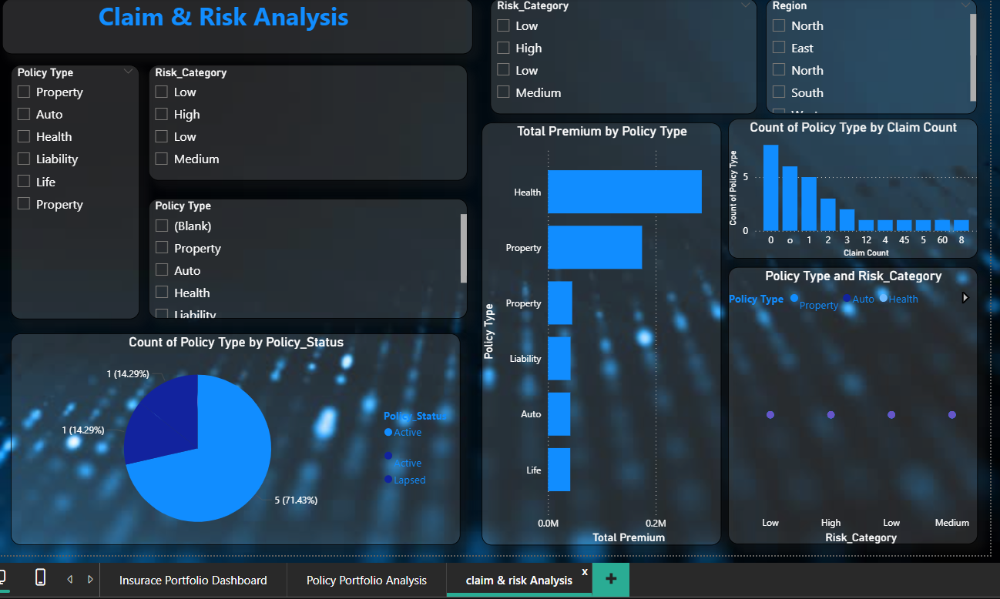 Claim & Risk Analysis
Risk_Category
Low
High
Low
Medium
Region
North
East
North
South
Policy Type
Property
Auto
Health
Liability
Life
Property
Risk_Category
Low
High
Low
Medium
Policy Type
(Blank)
Property
Auto
Health
Liability
Count of Policy Type by Policy_Status
1 (14.29%)
1 (14.29%)
5 (71.43%)
Policy_Status
Active
Active
Lapsed
Total Premium by Policy Type
Policy Type
Health
Property
Property
Liability
Auto
Life
0.0M 0.2M
Total Premium
Count of Policy Type by Claim Count
Count of Policy Type
5
0
0 o 1 2 3 12 4 45 5 60 8
Claim Count
Policy Type and Risk_Category
Policy Type Property Auto Health
Low High Low Medium
Risk_Category
Insurace Portfolio Dashboard Policy Portfolio Analysis claim & risk Analysis x +